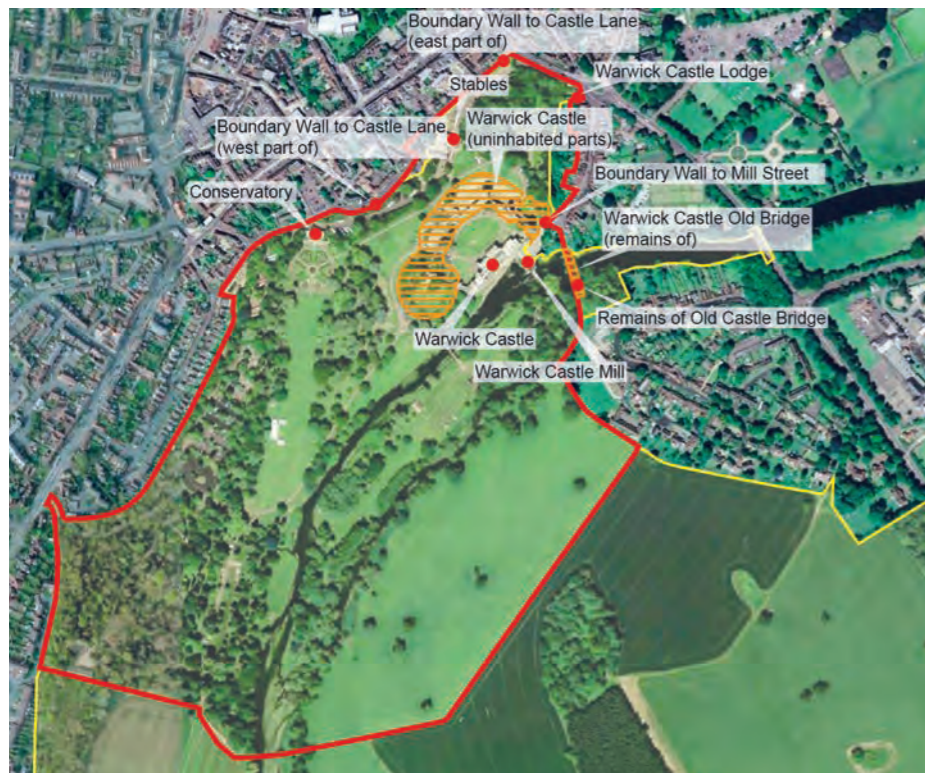 Boundary Wall to Castle Lane
(east part of)
Warwick Castle Lodge
Stables
Warwick Castle
(uninhabited parts)
Boundary Wall to Castle Lane
(west part of)
Boundary Wall to Mill Street
Conservatory
Warwick Castle Old Bridge
(remains of)
Remains of Old Castle Bridge
Warwick Castle
Warwick Castle Mill